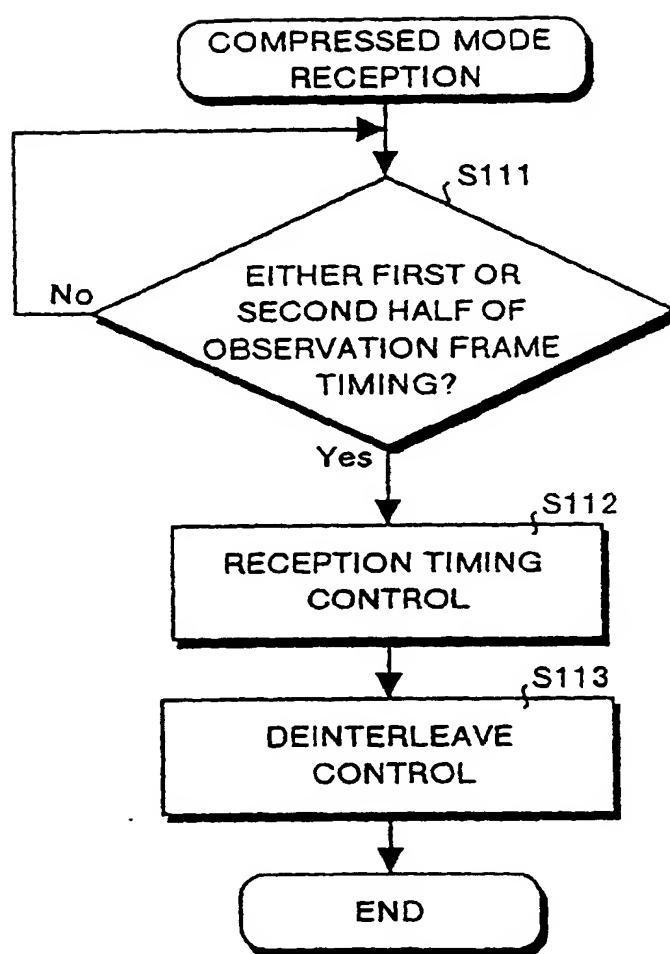 COMPRESSED MODE
RECEPTION
S111
EITHER FIRST OR
SECOND HALF OF
OBSERVATION FRAME
TIMING?
No
Yes
S112
RECEPTION TIMING
CONTROL
S113
DEINTERLEAVE
CONTROL
END